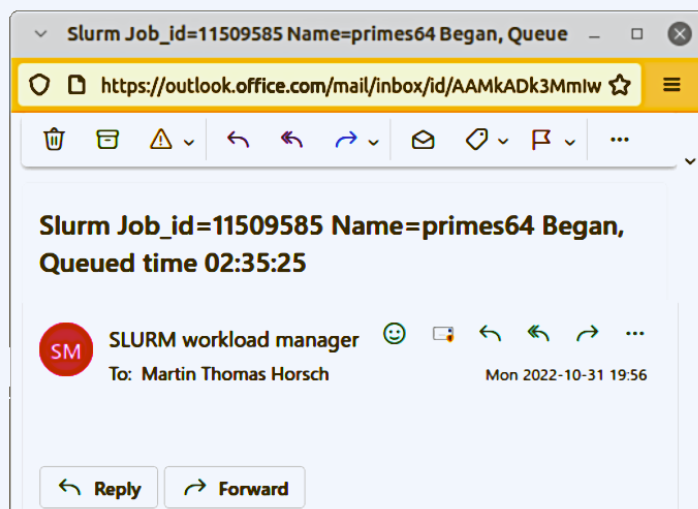 Slurm Job_id=11509585 Name=primes64 Began, Queue
https://outlook.office.com/mail/inbox/id/AAMkADk3MmIw
Slurm Job_id=11509585 Name=primes64 Began,
Queued time 02:35:25
SM
SLURM workload manager
To: Martin Thomas Horsch
Mon 2022-10-31 19:56
Reply
Forward